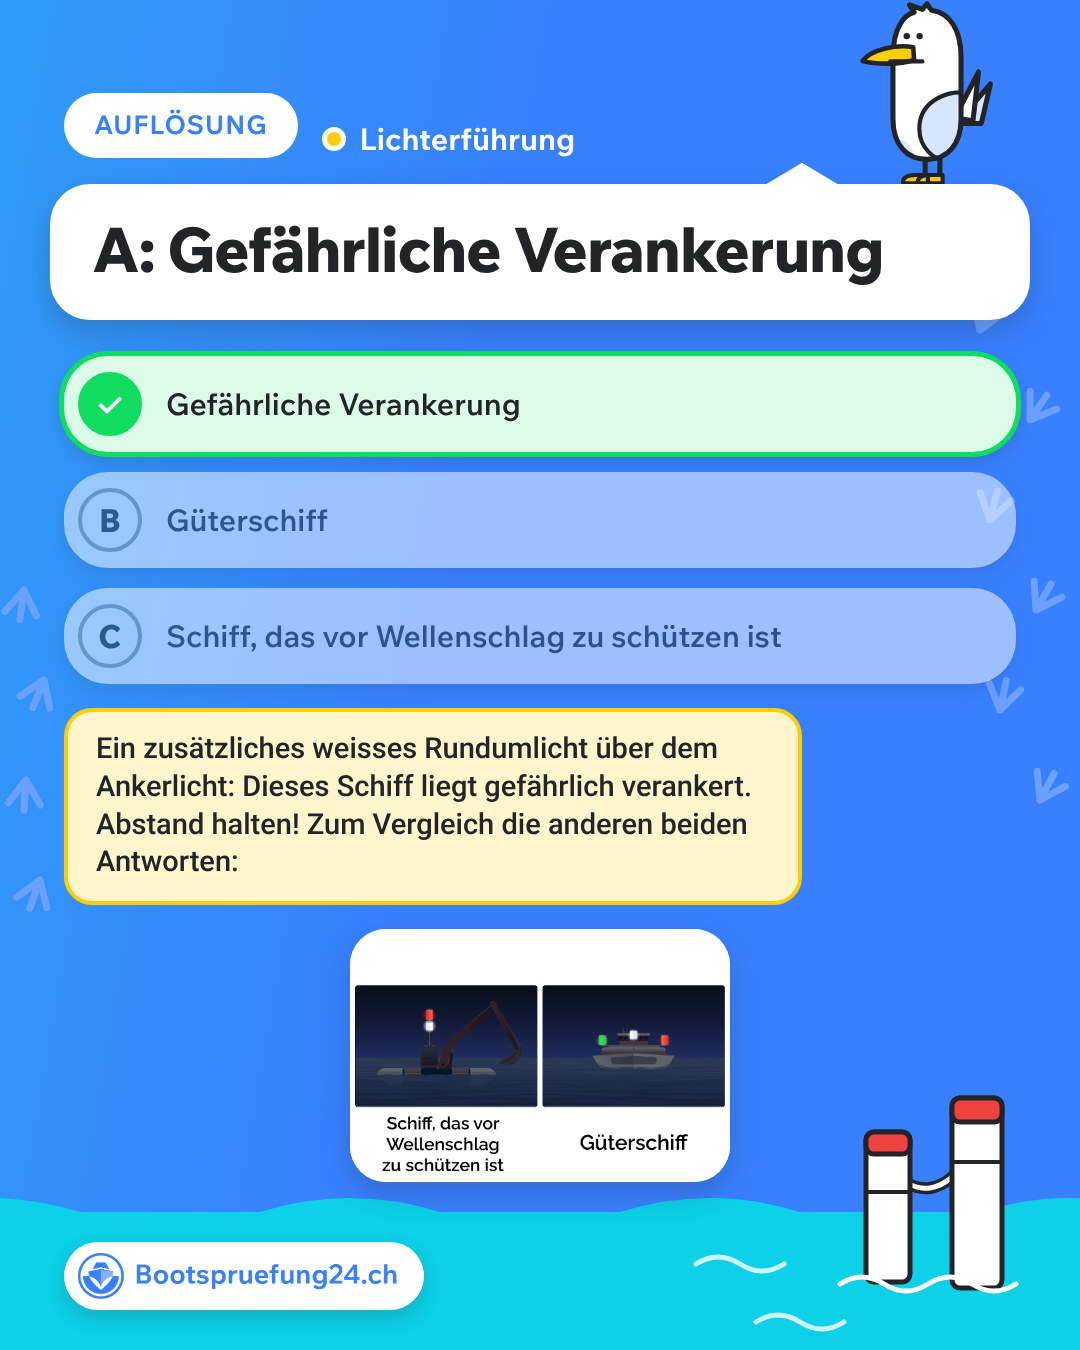 AUFLÖSUNG
Lichterführung
A: Gefährliche Verankerung
Gefährliche Verankerung
B
Güterschiff
C
Schiff, das vor Wellenschlag zu schützen ist
Ein zusätzliches weisses Rundumlicht über dem
Ankerlicht: Dieses Schiff liegt gefährlich verankert.
Abstand halten! Zum Vergleich die anderen beiden
Antworten:
Schiff, das vor
Wellenschlag
zu schützen ist
Güterschiff
Bootspruefung24.ch